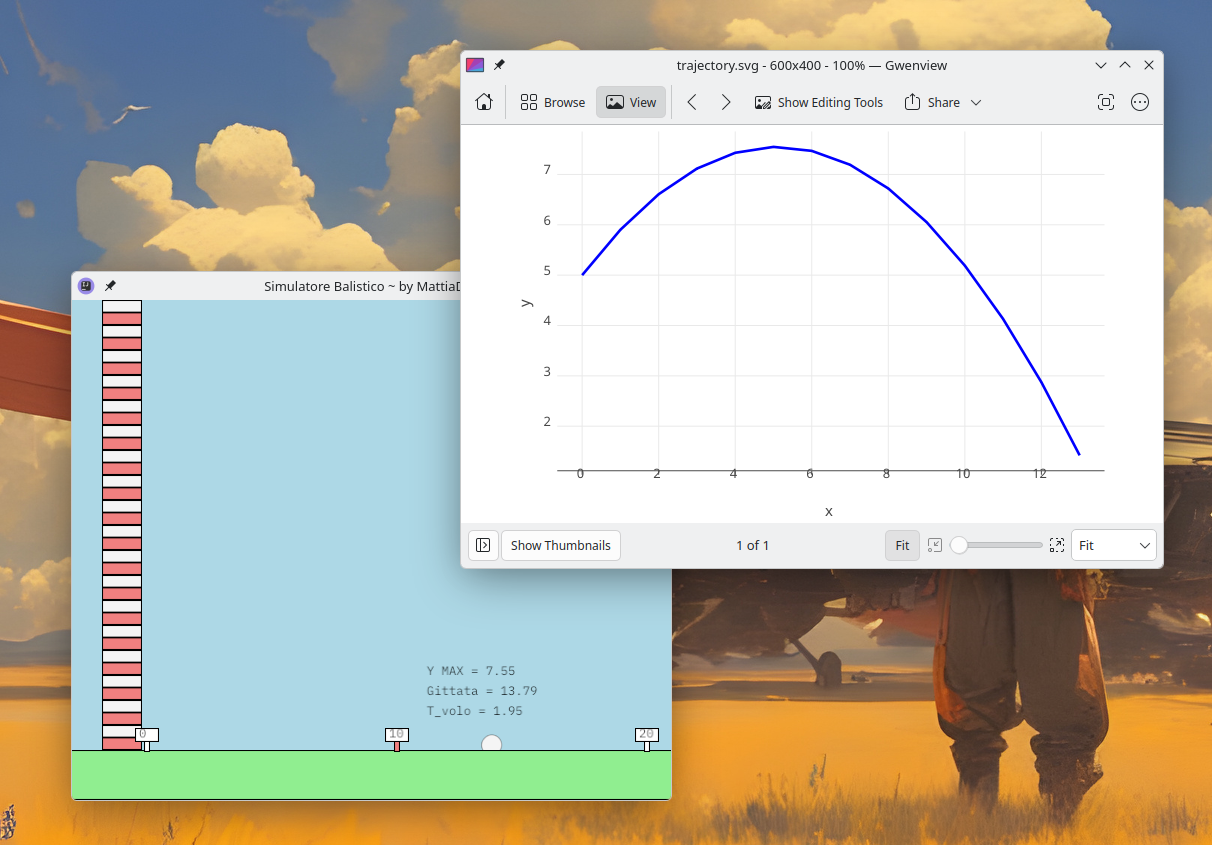 trajectory.svg - 600x400 - 100% — Gwenview
Browse
View
Show Editing Tools
Share
7
6
5
4
3
2
y
0
2
4
6
8
10
12
x
Show Thumbnails
1 of 1
Fit
Fit
Simulatore Balistico ~ by Mattia
Y MAX = 7.55
Gittata = 13.79
T_volo = 1.95
0
10
20